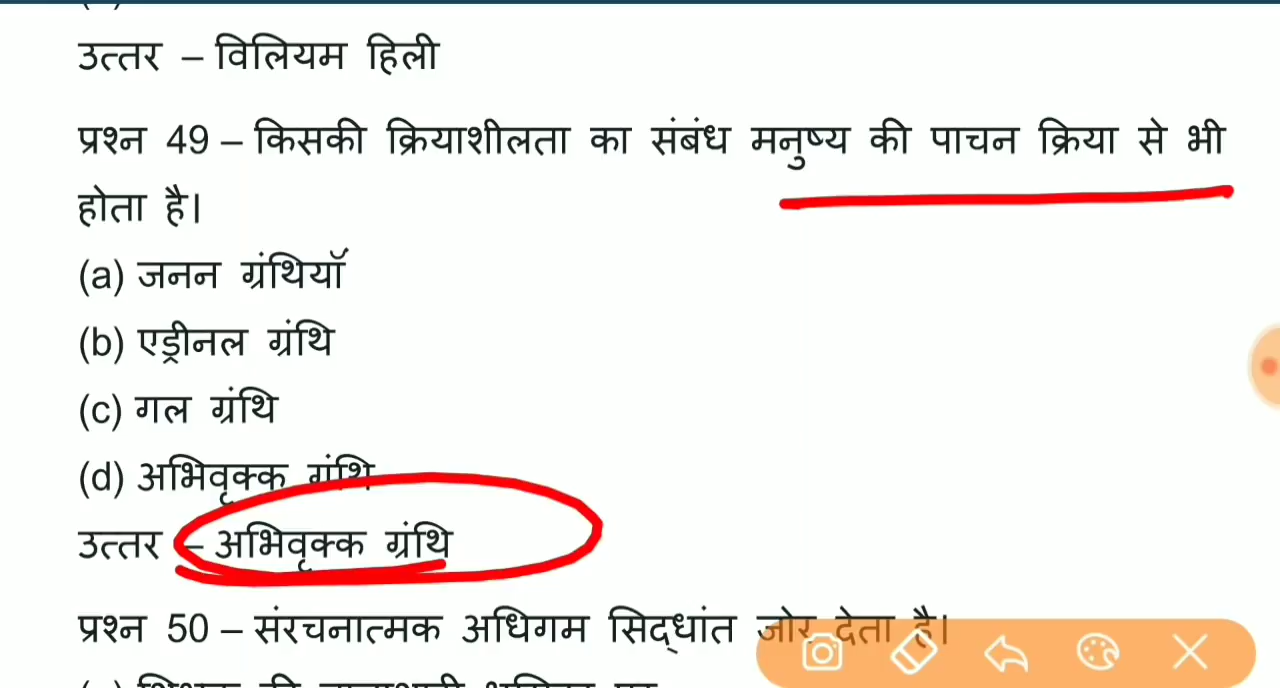 उत्तर – विलियम हिली
प्रश्न 49 – किसकी क्रियाशीलता का संबंध मनुष्य की पाचन क्रिया से भी
होता है।
(a) जनन ग्रंथियॉं
(b) एड्रीनल ग्रंथि
(c) गल ग्रंथि
(d) अभिवृक्क ग्रंथि
उत्तर – अभिवृक्क ग्रंथि
प्रश्न 50 – संरचनात्मक अधिगम सिद्धांत जोर देता है।